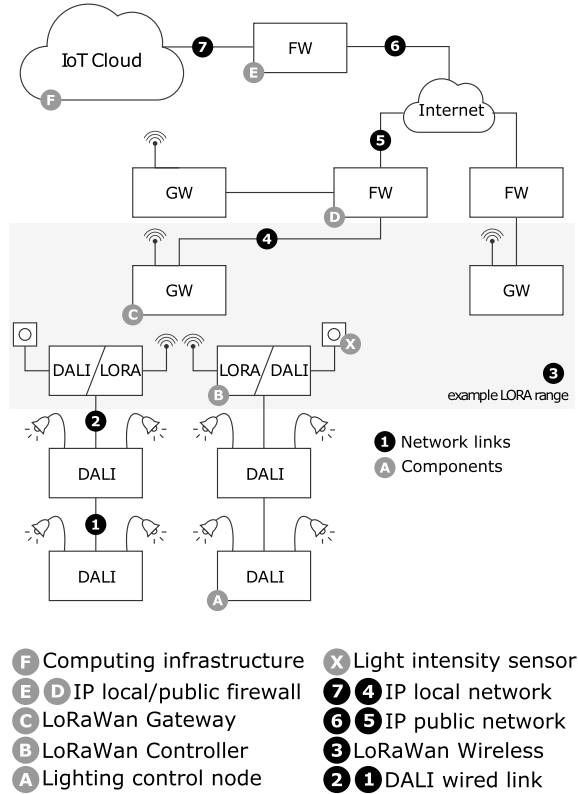 IoT Cloud
7
FW
6
E
F
Internet
5
GW
FW
FW
D
4
GW
GW
C
X
DALI/LORA
LORA/DALI
3
B
example LORA range
2
1 Network links
DALI
DALI
A Components
1
DALI
DALI
A
F Computing infrastructure
E D IP local/public firewall
C LoRaWan Gateway
B LoRaWan Controller
A Lighting control node
X Light intensity sensor
7 4 IP local network
6 5 IP public network
3 LoRaWan Wireless
2 1 DALI wired link